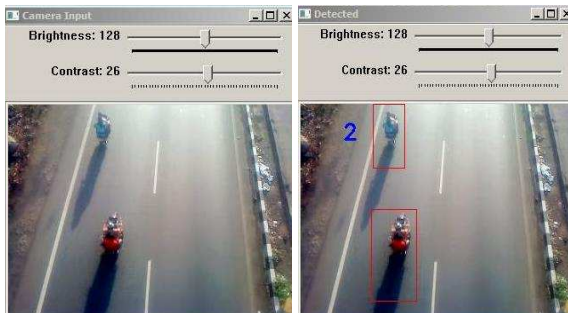 Camera Input
Brightness: 128
Contrast: 26
Detected
Brightness: 128
Contrast: 26
2